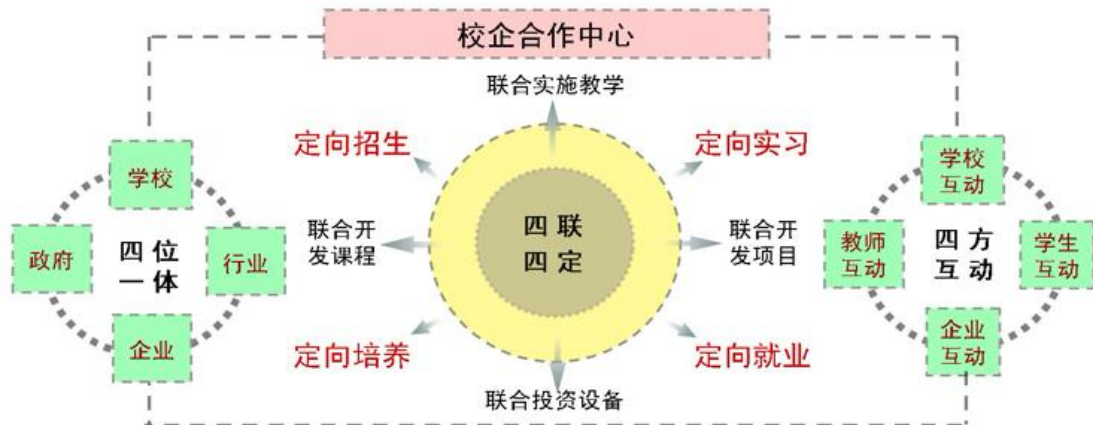 校企合作中心
联合实施教学
定向招生
定向实习
学校
政府
四位
一体
行业
企业
联合开
发课程
四联
四定
联合开
发项目
学校
互动
教师
互动
四方
互动
学生
互动
企业
互动
定向培养
定向就业
联合投资设备